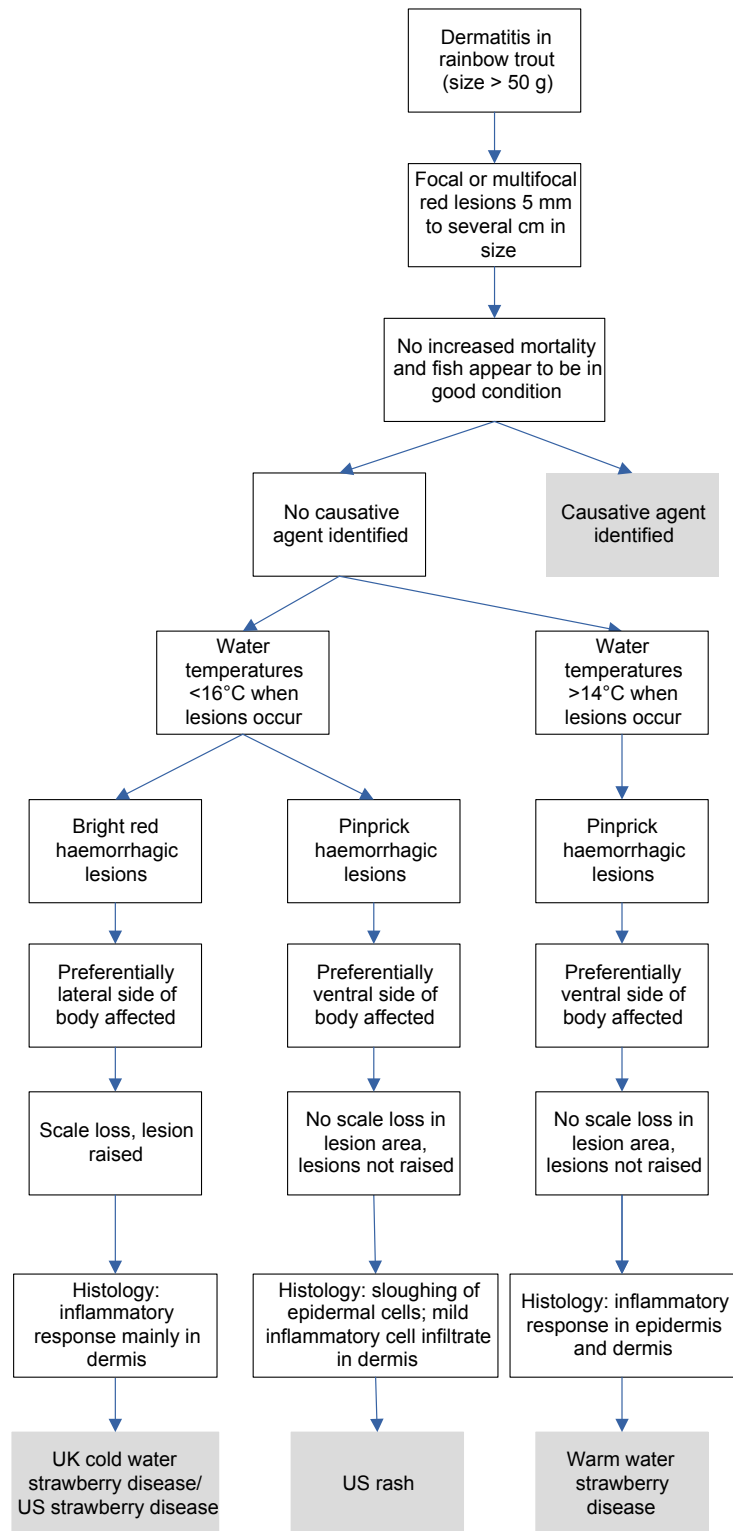 Dermatitis in
rainbow trout
(size > 50 g)
Focal or multifocal
red lesions 5 mm
to several cm in
size
No increased mortality
and fish appear to be in
good condition
No causative
agent identified
Causative agent
identified
Water
temperatures
<16°C when
lesions occur
Water
temperatures
>14°C when
lesions occur
Bright red
haemorrhagic
lesions
Pinprick
haemorrhagic
lesions
Pinprick
haemorrhagic
lesions
Preferentially
lateral side of
body affected
Preferentially
ventral side of
body affected
Preferentially
ventral side of
body affected
Scale loss, lesion
raised
No scale loss in
lesion area,
lesions not raised
No scale loss in
lesion area,
lesions not raised
Histology:
inflammatory
response mainly in
dermis
Histology: sloughing of
epidermal cells; mild
inflammatory cell infiltrate
in dermis
Histology: inflammatory
response in epidermis
and dermis
UK cold water
strawberry disease/
US strawberry disease
US rash
Warm water
strawberry
disease